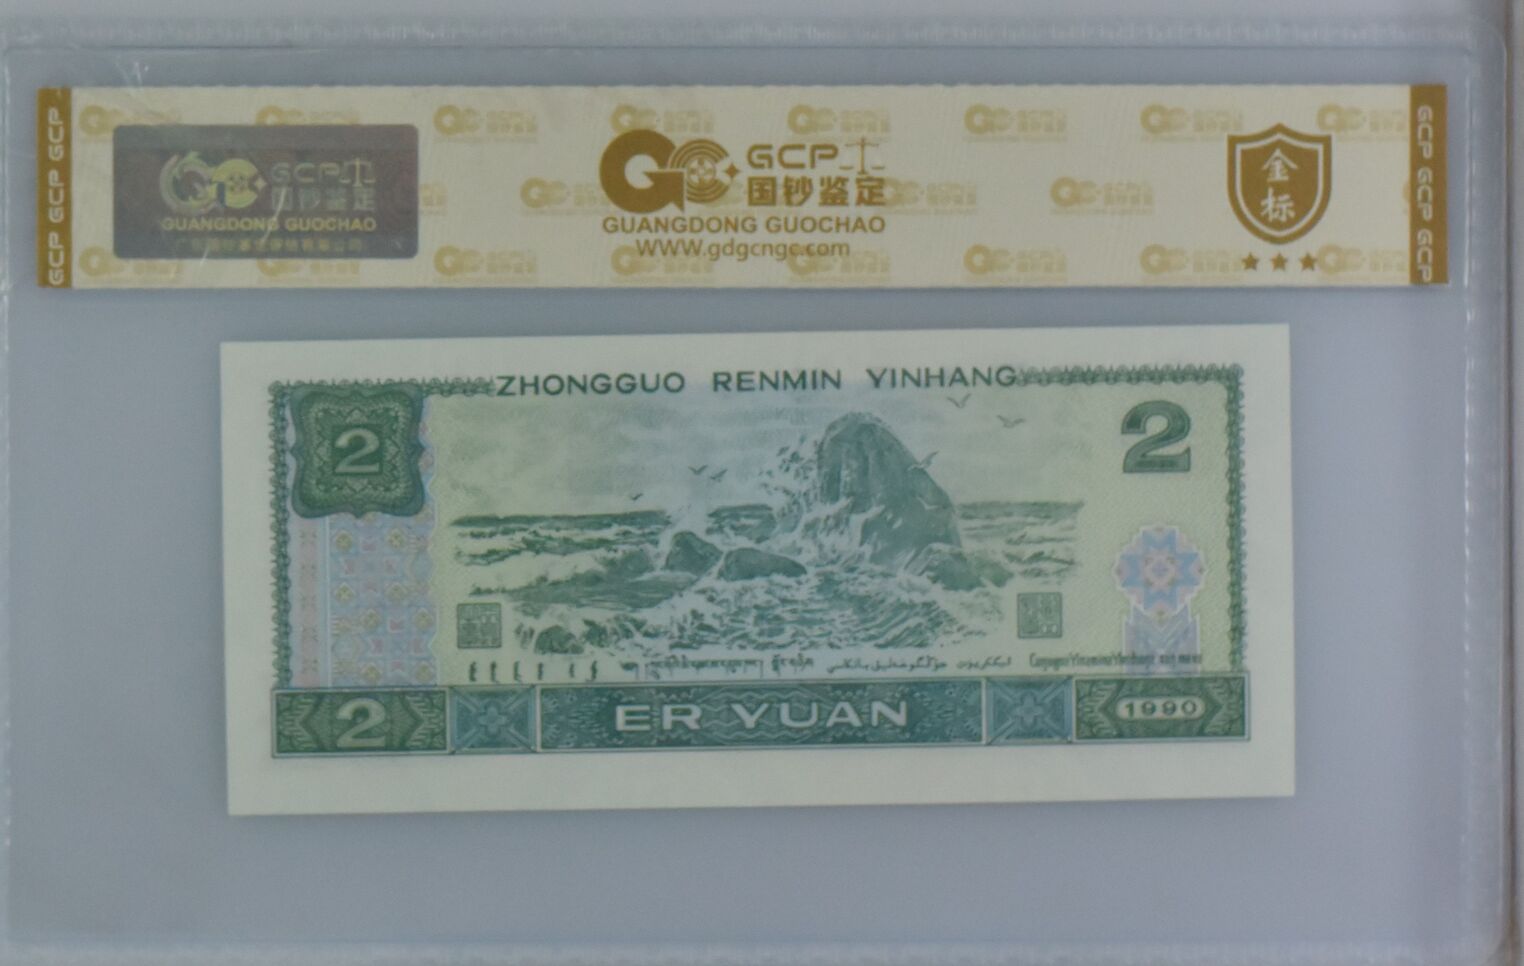 GCP GCP GCP
GCP
国钞鉴定
GUANGDONG GUOCHAO
GCP
国钞鉴定
GUANGDONG GUOCHAO
WWW.gdgcngc.com
金标
GCP GCP GCP
ZHONGGUO RENMIN YINHANG
2
2
2
ER YUAN
1990